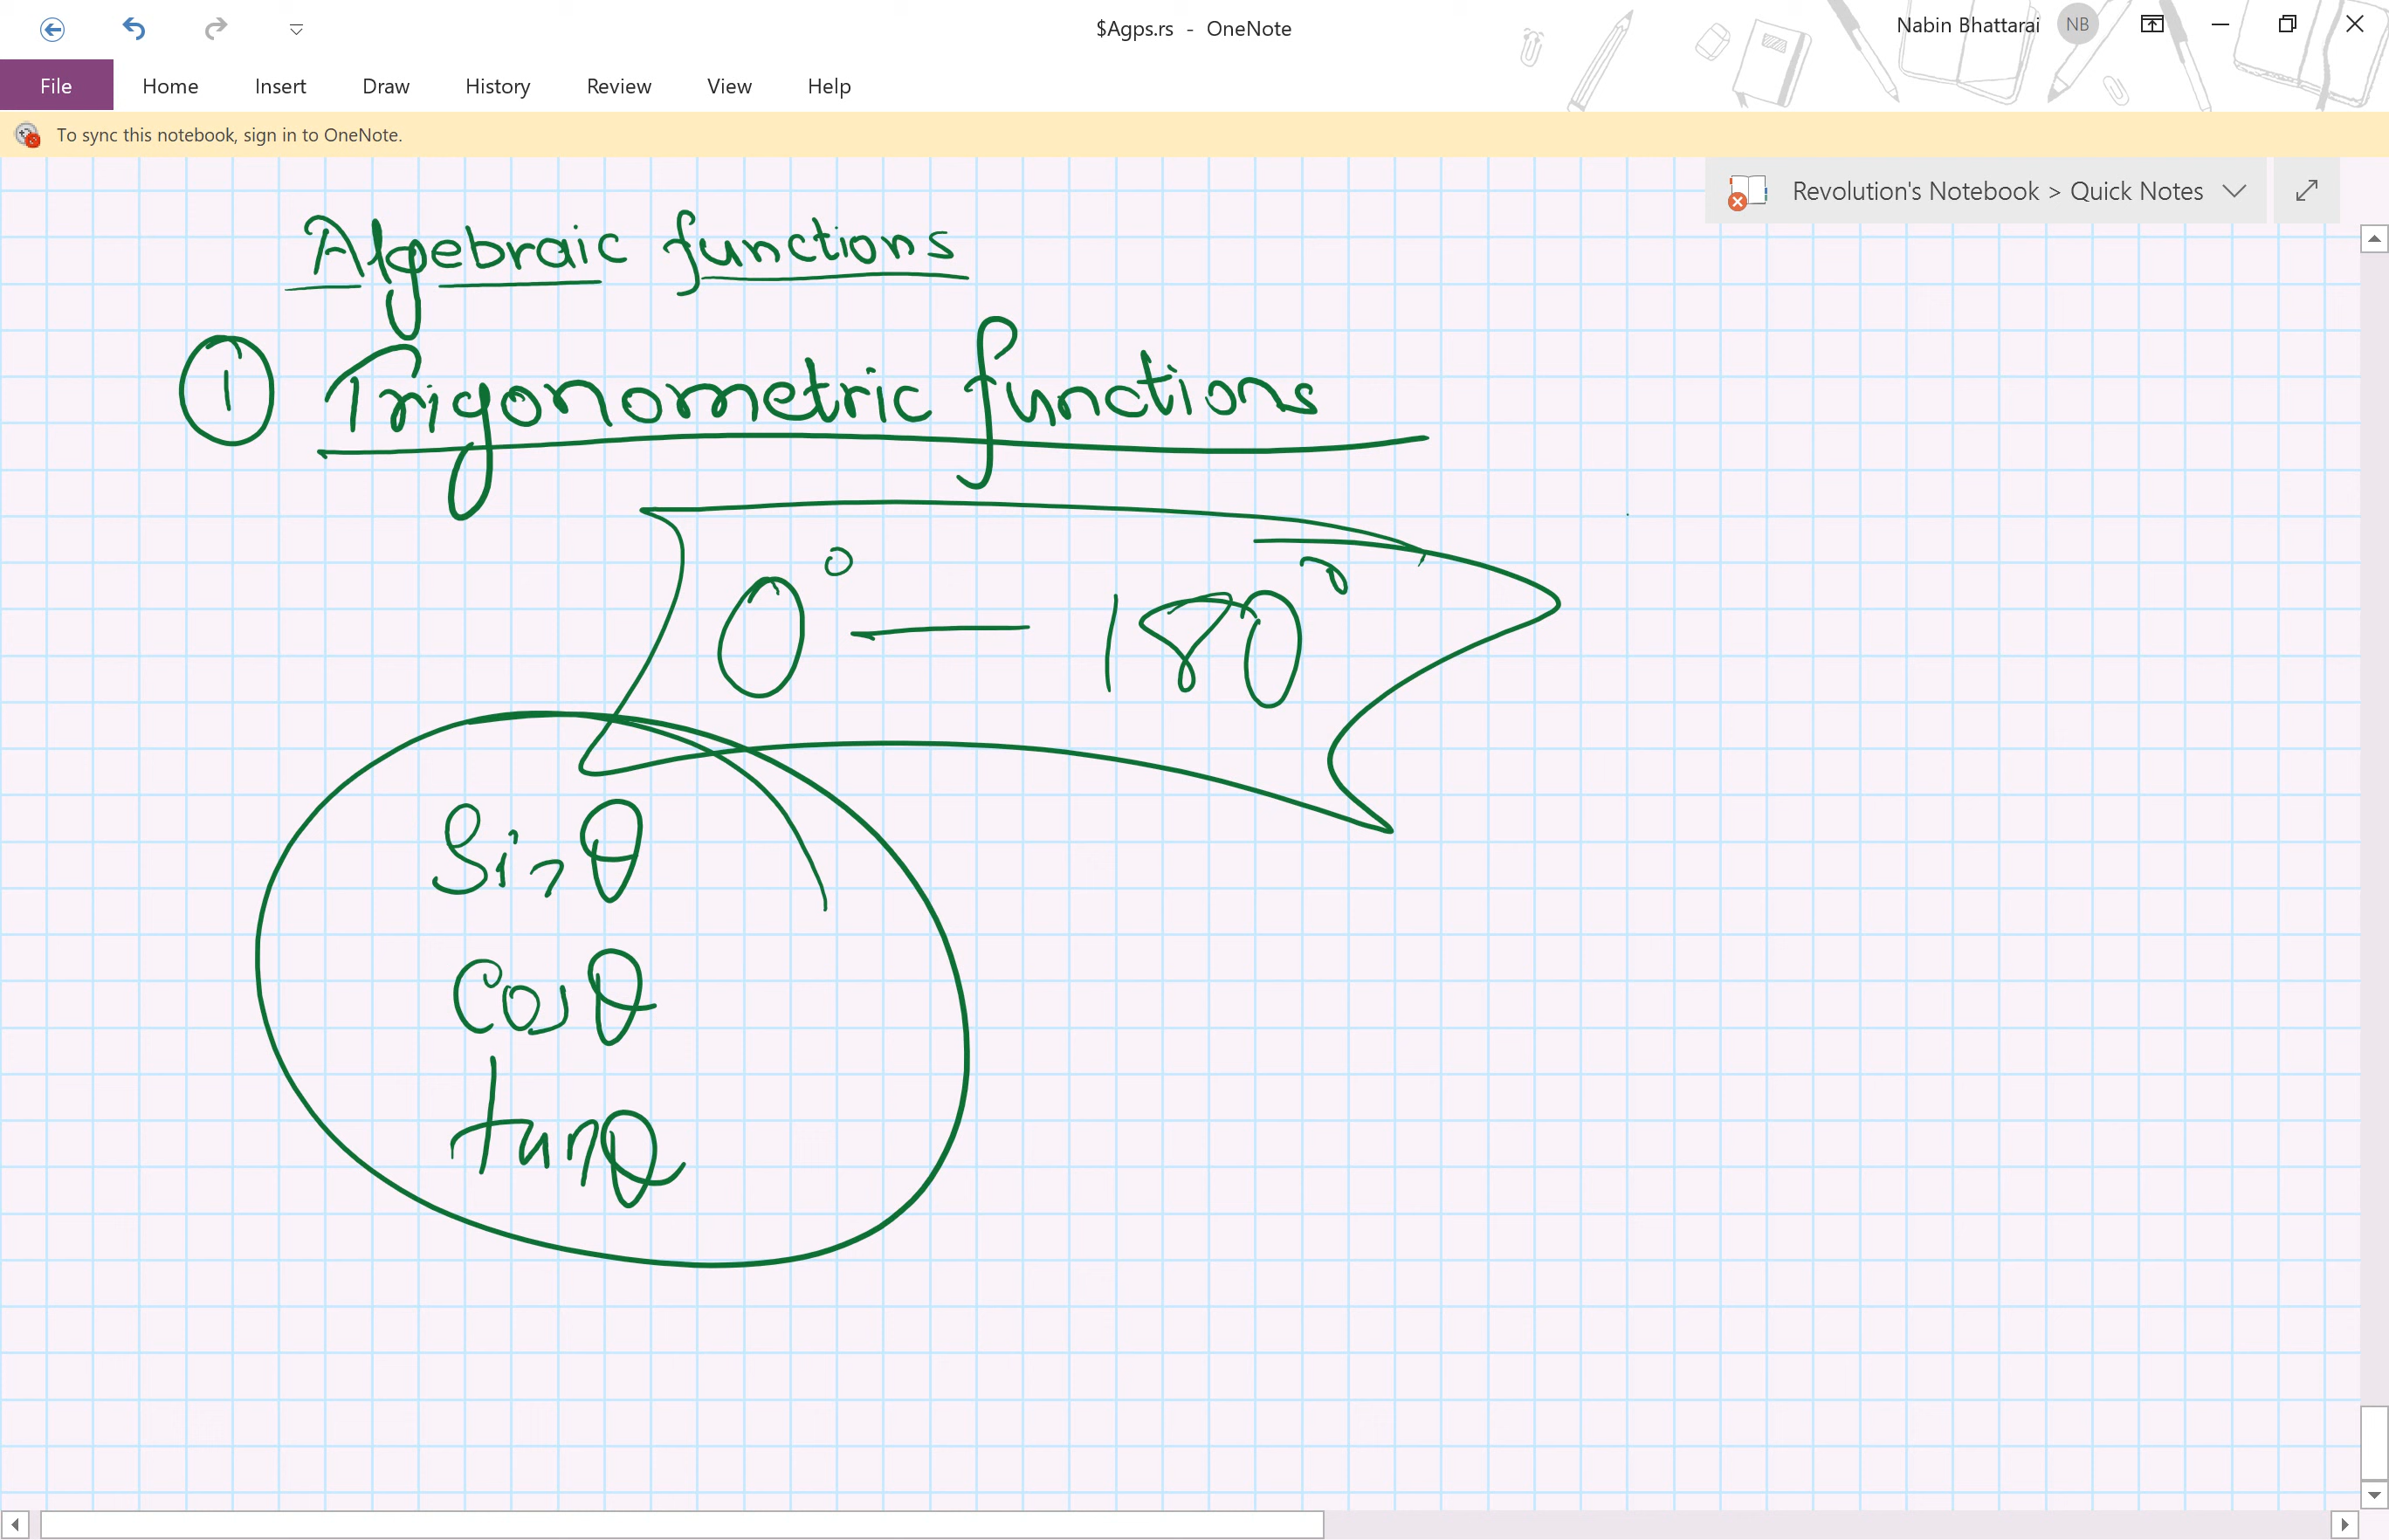 $Agps.rs - OneNote
Nabin Bhattarai NB
File Home Insert Draw History Review View Help
To sync this notebook, sign in to OneNote.
Revolution's Notebook > Quick Notes
Algebraic functions
① Trigonometric functions
0° — 180°
Sinθ
Cosθ
tanθ